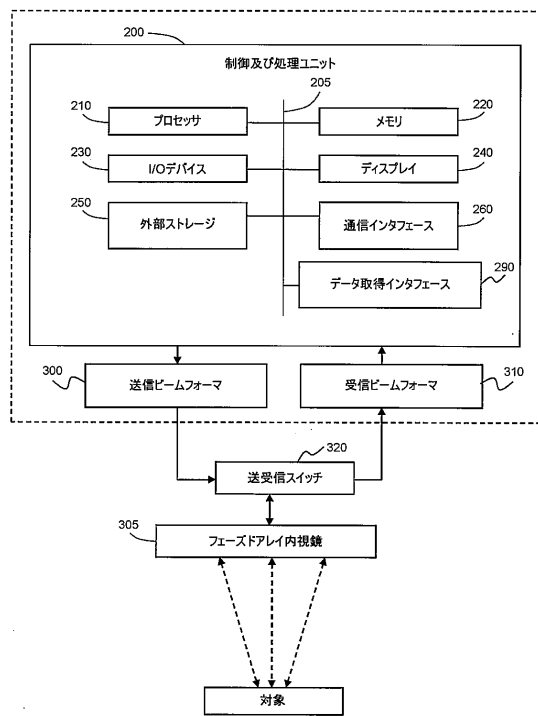 200
制御及び処理ユニット
205
210
プロセッサ
メモリ
220
230
I/Oデバイス
ディスプレイ
240
250
外部ストレージ
通信インタフェース
260
データ取得インタフェース
290
300
送信ビームフォーマ
受信ビームフォーマ
310
320
送受信スイッチ
305
フェーズドアレイ内視鏡
対象